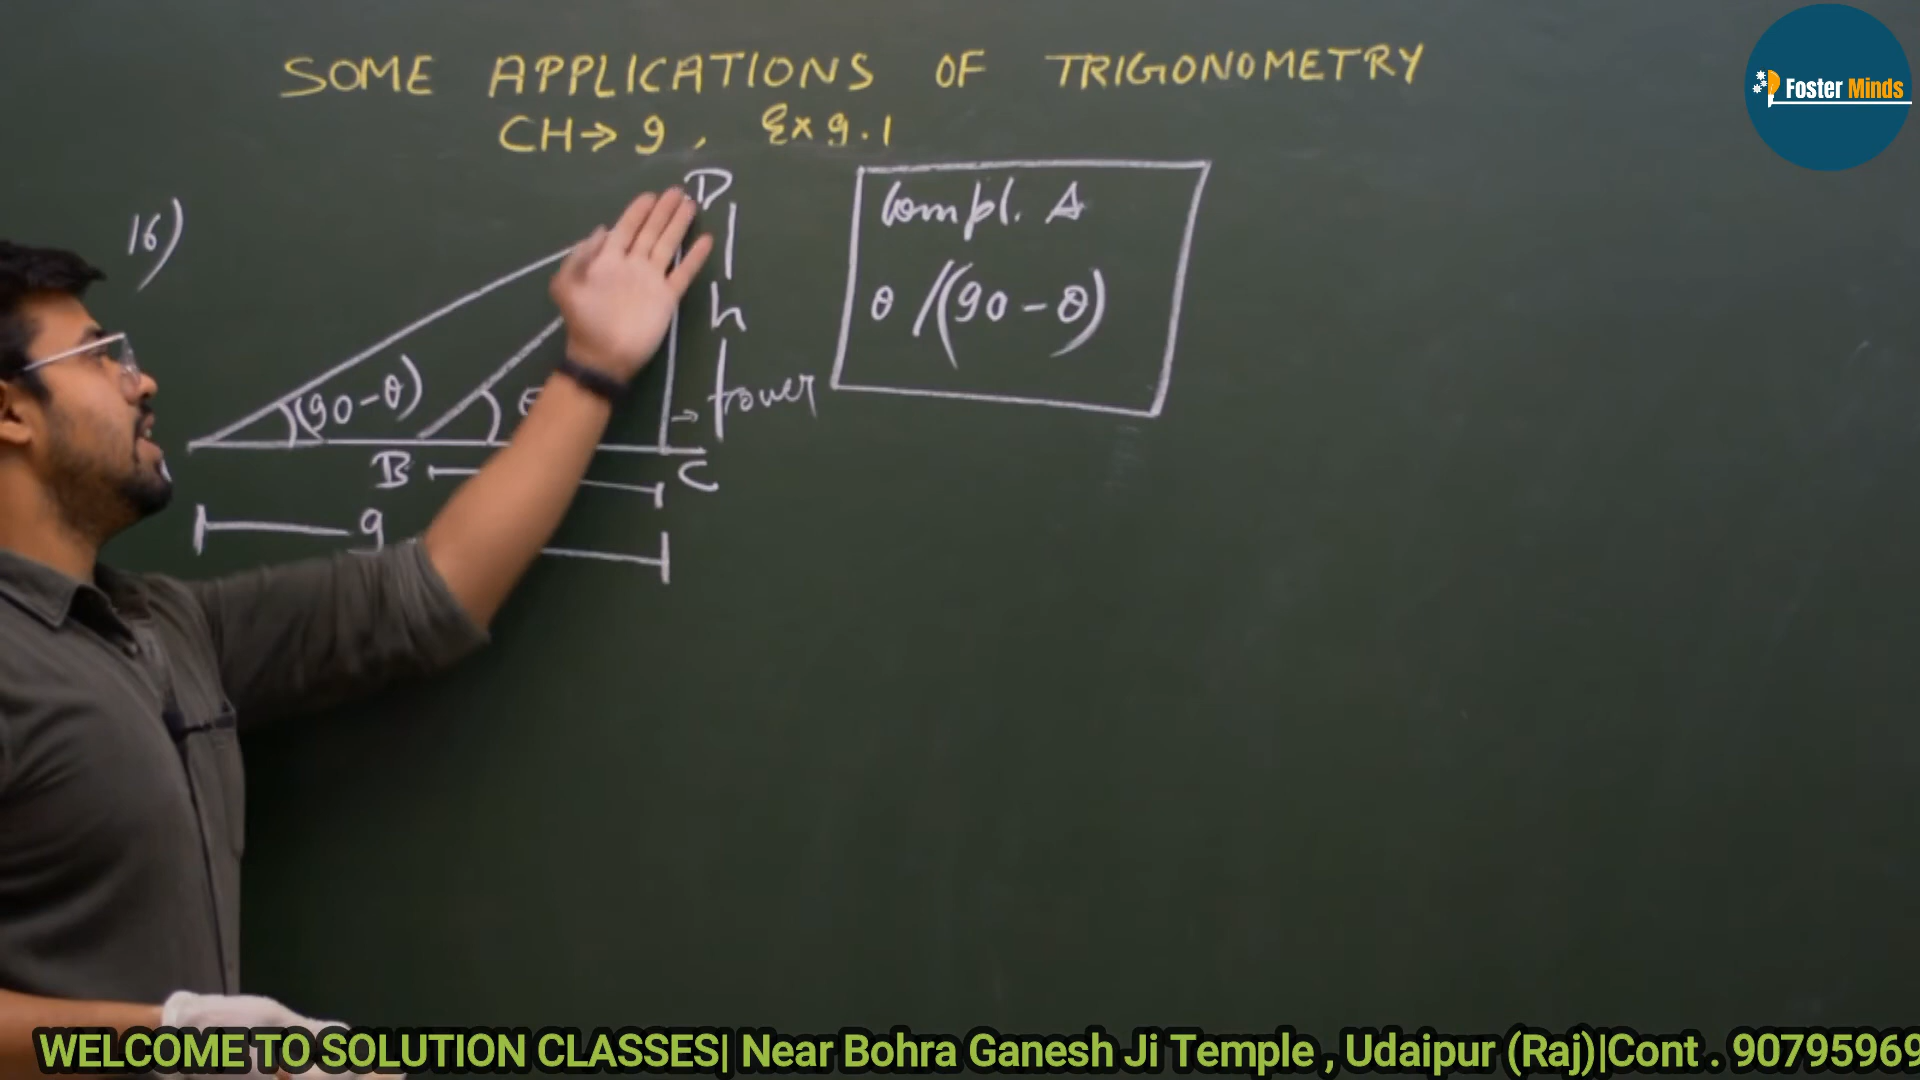 SOME APPLICATIONS OF TRIGONOMETRY
CH→9, Ex 9.1
Foster Minds
16)
D
h
tower
(90-θ)
B
C
9
Compl. A
θ /(90-θ)
WELCOME TO SOLUTION CLASSES| Near Bohra Ganesh Ji Temple , Udaipur (Raj)|Cont . 90795969